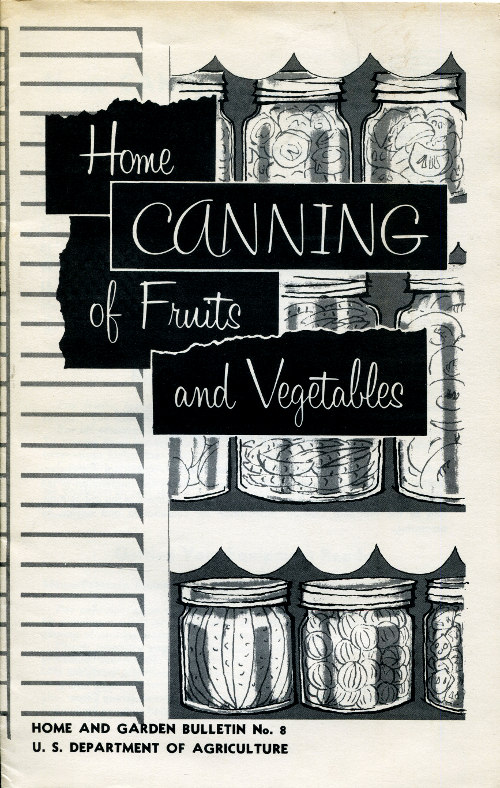 Home
CANNING
of Fruits
and Vegetables
HOME AND GARDEN BULLETIN No. 8
U. S. DEPARTMENT OF AGRICULTURE